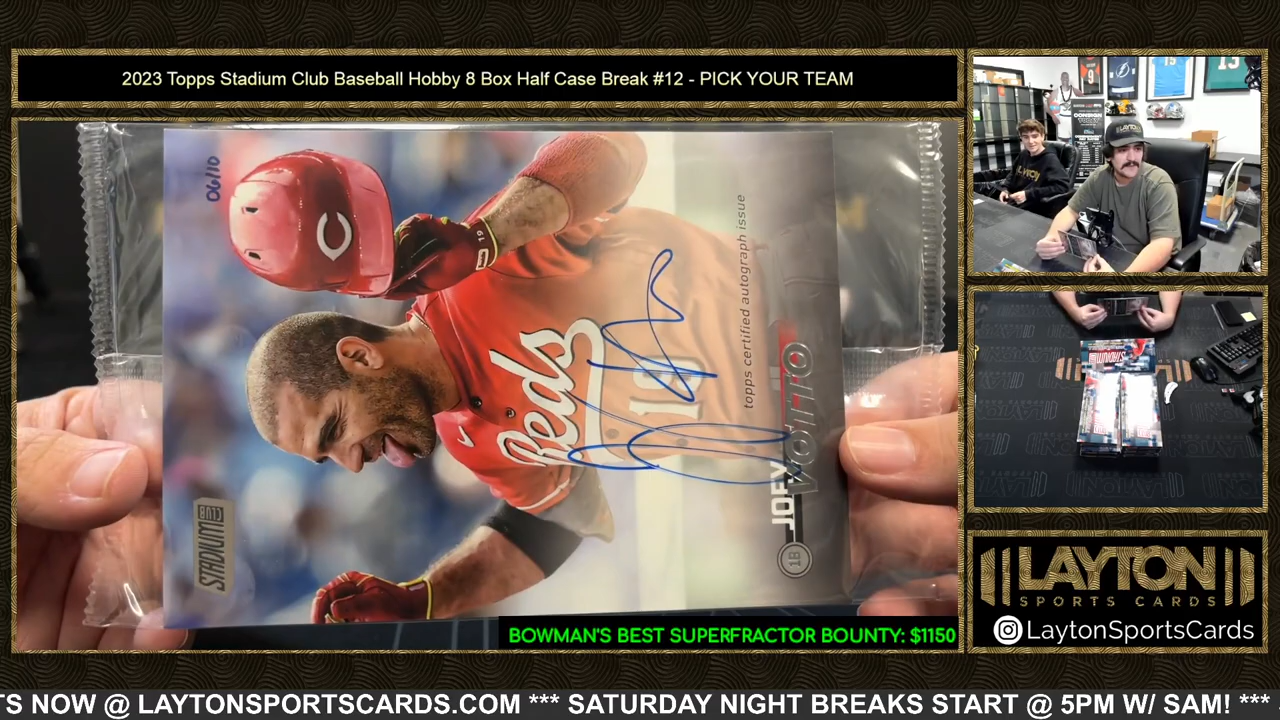 2023 Topps Stadium Club Baseball Hobby 8 Box Half Case Break #12 - PICK YOUR TEAM
06/10
C
19
Reds
19
topps certified autograph issue
JOEY
VOTTO
1B
STADIUM CLUB
BOWMAN'S BEST SUPERFRACTOR BOUNTY: $1150
LAYTON
SPORTS CARDS
LaytonSportsCards
TS NOW @ LAYTONSPORTSCARDS.COM *** SATURDAY NIGHT BREAKS START @ 5PM W/ SAM! ***